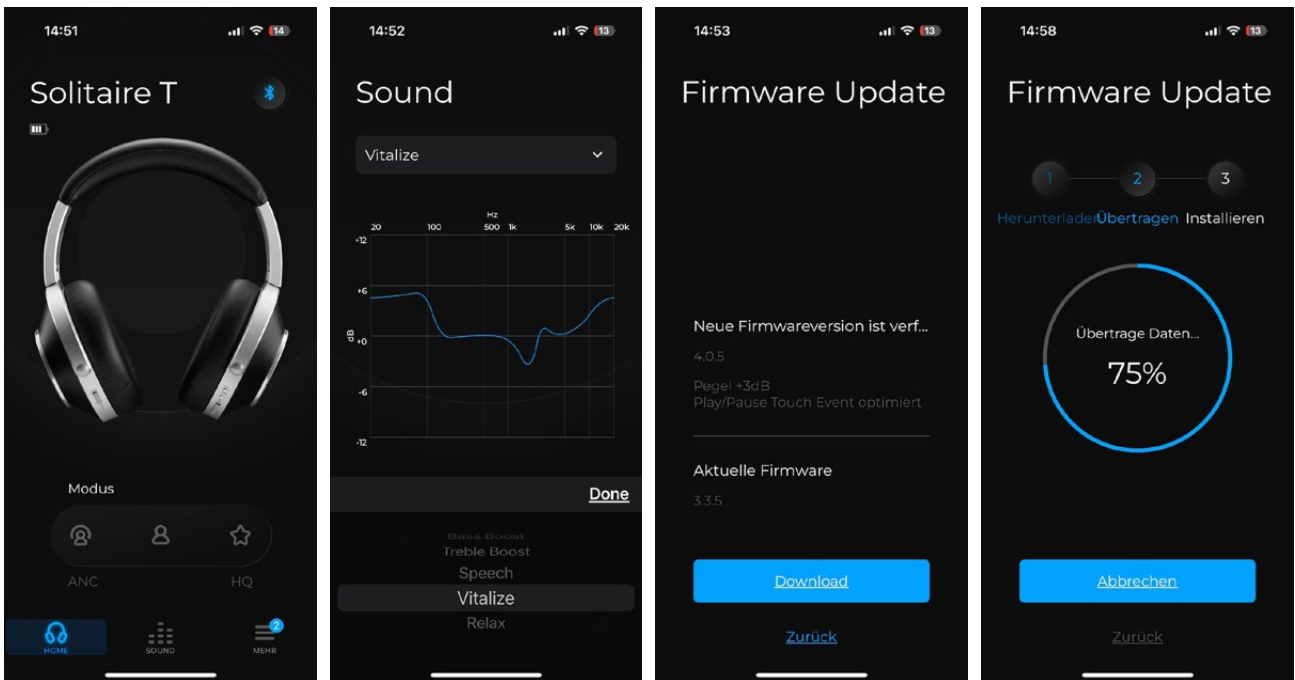 14:51
14
Solitaire T
Modus
ANC
HQ
HOME
SOUND
MEHR
2
14:52
13
Sound
Vitalize
Hz
20 100 500 1k 5k 10k 20k
+12
+6
dB
+0
-6
-12
Done
Bass Boost
Treble Boost
Speech
Vitalize
Relax
14:53
13
Firmware Update
Neue Firmwareversion ist verf...
4.0.5
Pegel +3dB
Play/Pause Touch Event optimiert
Aktuelle Firmware
3.3.5
Download
Zurück
14:58
13
Firmware Update
1 2 3
Herunterladen Übertragen Installieren
Übertrage Daten...
75%
Abbrechen
Zurück